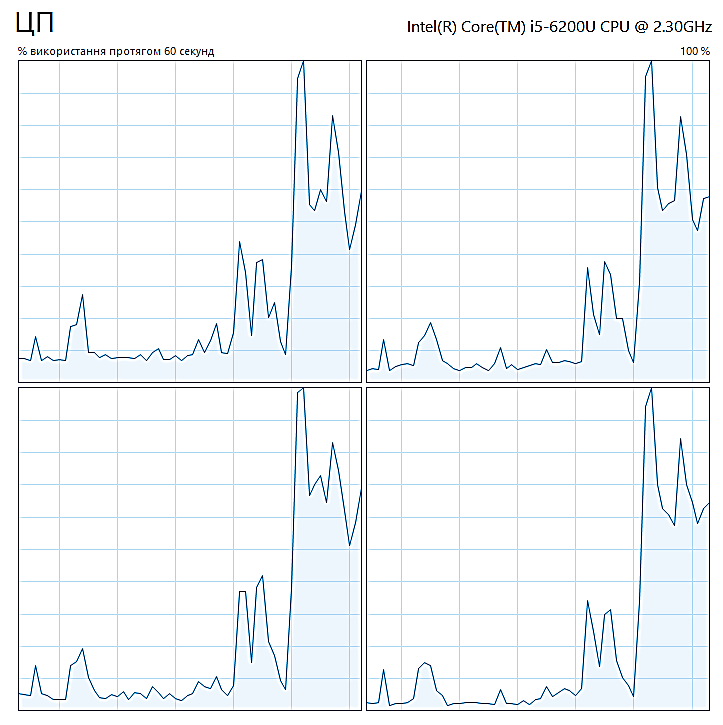 ЦП
Intel(R) Core(TM) i5-6200U CPU @ 2.30GHz
% використання протягом 60 секунд
100 %